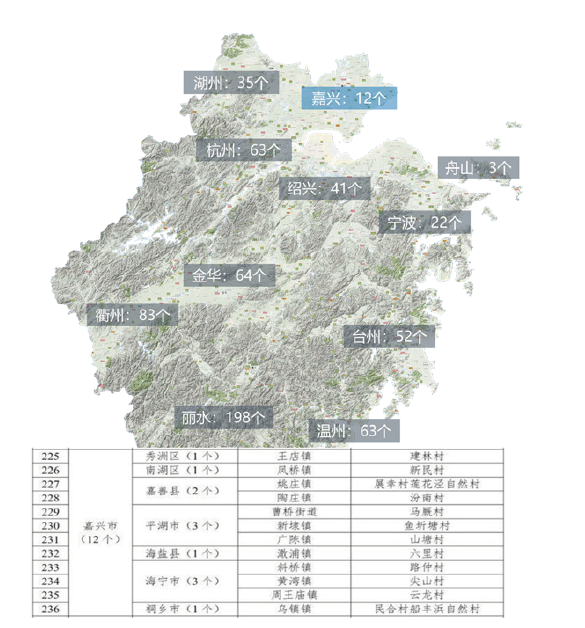 湖州：35个
嘉兴：12个
杭州：63个
舟山：3个
绍兴：41个
宁波：22个
金华：64个
衢州：83个
台州：52个
丽水：198个
温州：63个
225 秀洲区（1 个） 王店镇 建林村
226 南湖区（1 个） 凤桥镇 新民村
227 嘉善县（2 个） 姚庄镇 展幸村莲花泾自然村
228 陶庄镇 汾南村
229 曹桥街道 马厩村
嘉兴市（12 个）
230 平湖市（3 个） 新埭镇 鱼圻塘村
231 广陈镇 山塘村
232 海盐县（1 个） 澉浦镇 六里村
233 斜桥镇 路仲村
234 海宁市（3 个） 黄湾镇 尖山村
235 周王庙镇 云龙村
236 桐乡市（1 个） 乌镇镇 民合村船丰浜自然村